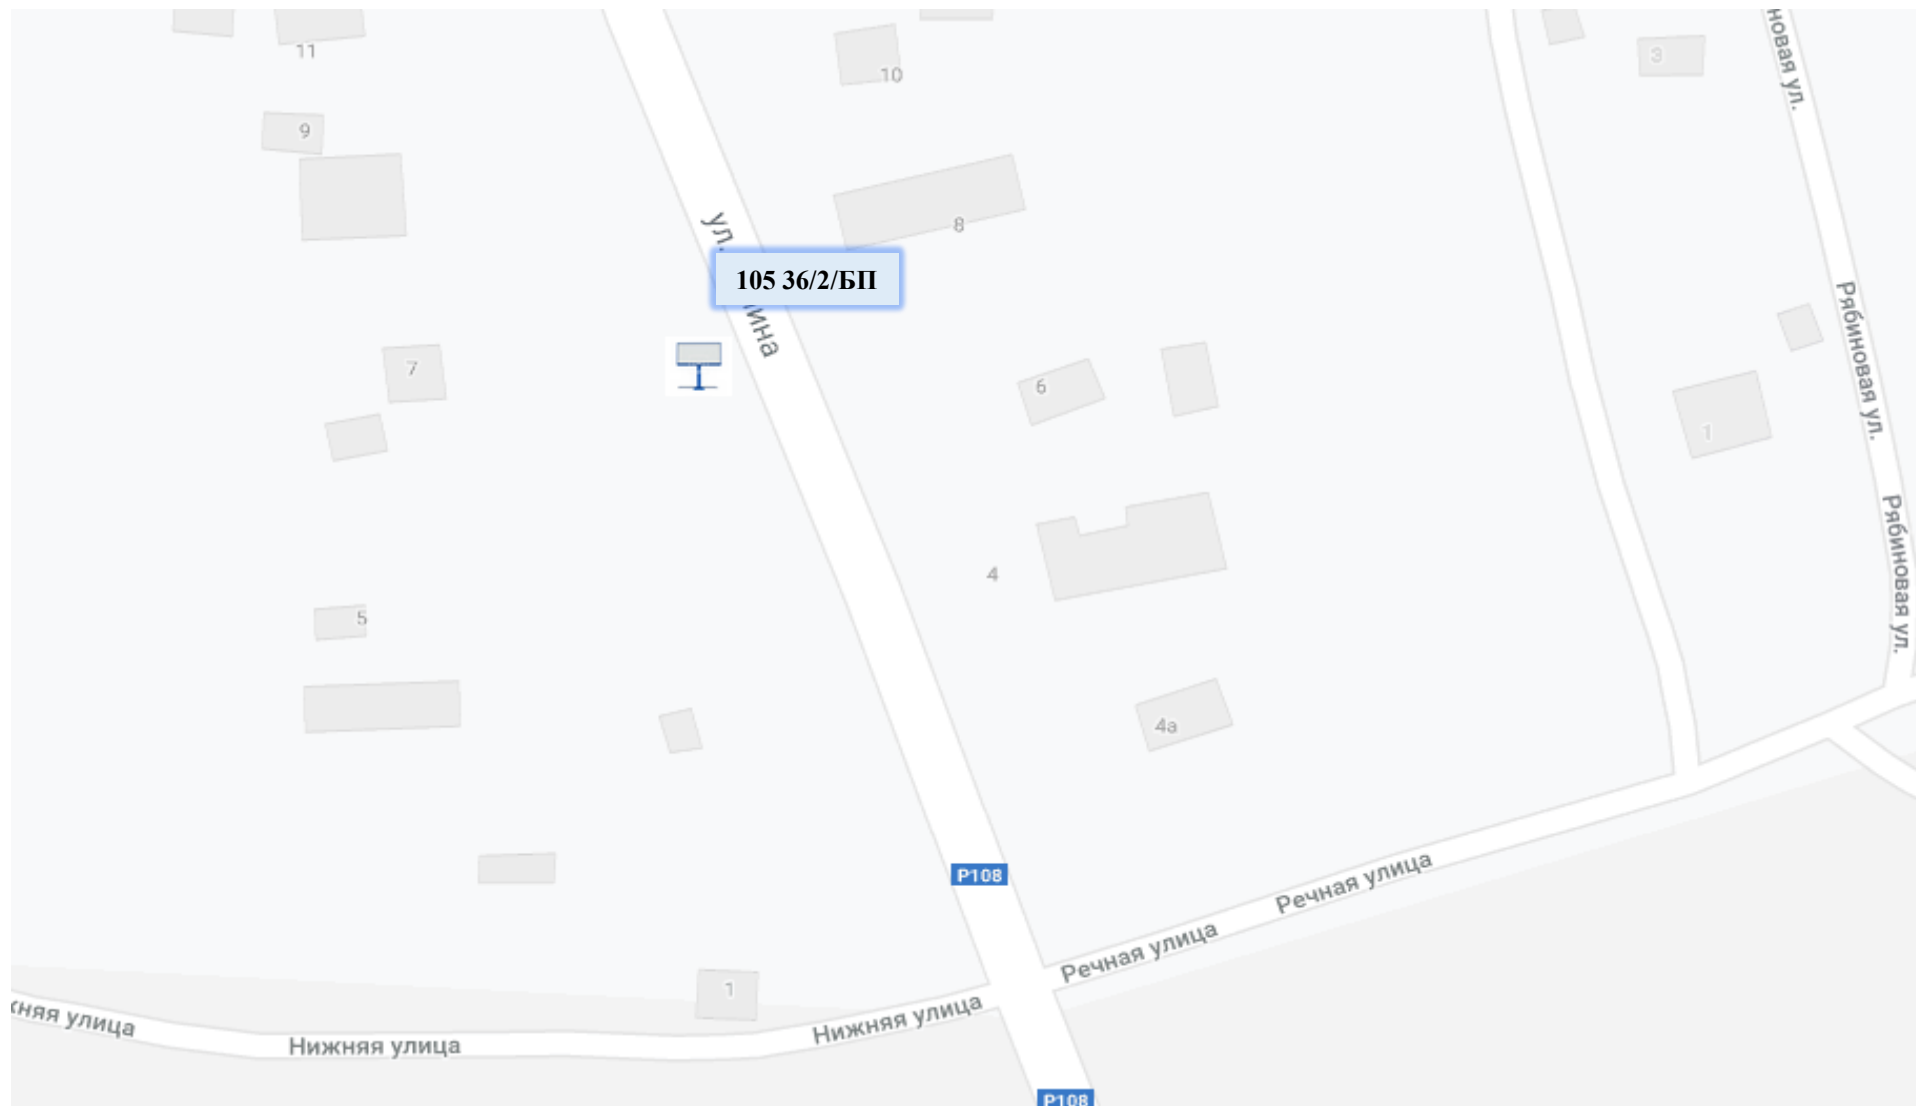 11
10
3
новая ул.
9
8
ул.
105 36/2/БП
ина
7
6
Рябиновая ул.
1
Рябиновая ул.
4
5
4а
Р108
Речная улица
Речная улица
1
жняя улица
Нижняя улица
Нижняя улица
Р108